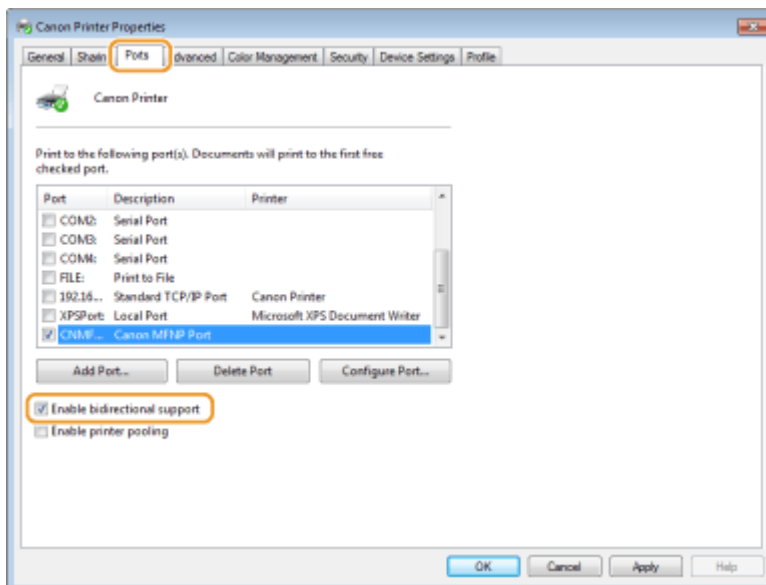 Canon Printer Properties
General Sharin Ports dvanced Color Management Security Device Settings Profile
Canon Printer
Print to the following port(s). Documents will print to the first free
checked port.
Port Description Printer
COM2: Serial Port
COM3: Serial Port
COM4: Serial Port
FILE: Print to File
192.16... Standard TCP/IP Port Canon Printer
XPSPort: Local Port Microsoft XPS Document Writer
CNMF... Canon MFNP Port
Add Port... Delete Port Configure Port...
Enable bidirectional support
Enable printer pooling
OK Cancel Apply Help